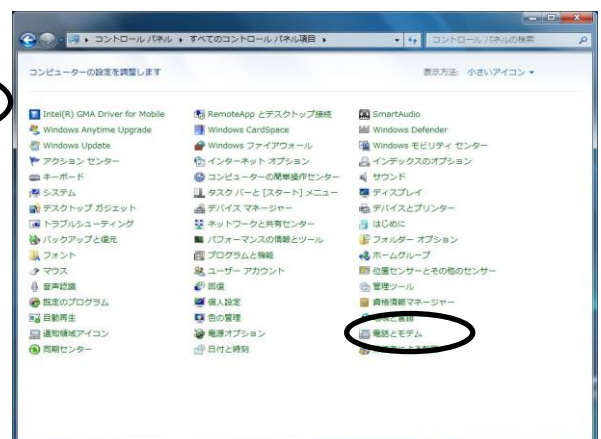 コントロール パネル ▸ すべてのコントロール パネル項目 ▸
コントロール パネルの検索
コンピューターの設定を調整します
表示方法: 小さいアイコン
Intel(R) GMA Driver for Mobile
RemoteApp とデスクトップ接続
SmartAudio
Windows Anytime Upgrade
Windows CardSpace
Windows Defender
Windows Update
Windows ファイアウォール
Windows モビリティ センター
アクション センター
インターネット オプション
インデックスのオプション
キーボード
コンピューターの簡単操作センター
サウンド
システム
タスク バーと [スタート] メニュー
ディスプレイ
デスクトップ ガジェット
デバイス マネージャー
デバイスとプリンター
トラブルシューティング
ネットワークと共有センター
はじめに
バックアップと復元
パフォーマンスの情報とツール
フォルダー オプション
フォント
プログラムと機能
ホームグループ
マウス
ユーザー アカウント
位置センサーとその他のセンサー
音声認識
回復
管理ツール
既定のプログラム
個人設定
資格情報マネージャー
自動再生
色の管理
通知領域アイコン
電源オプション
電話とモデム
同期センター
日付と時刻